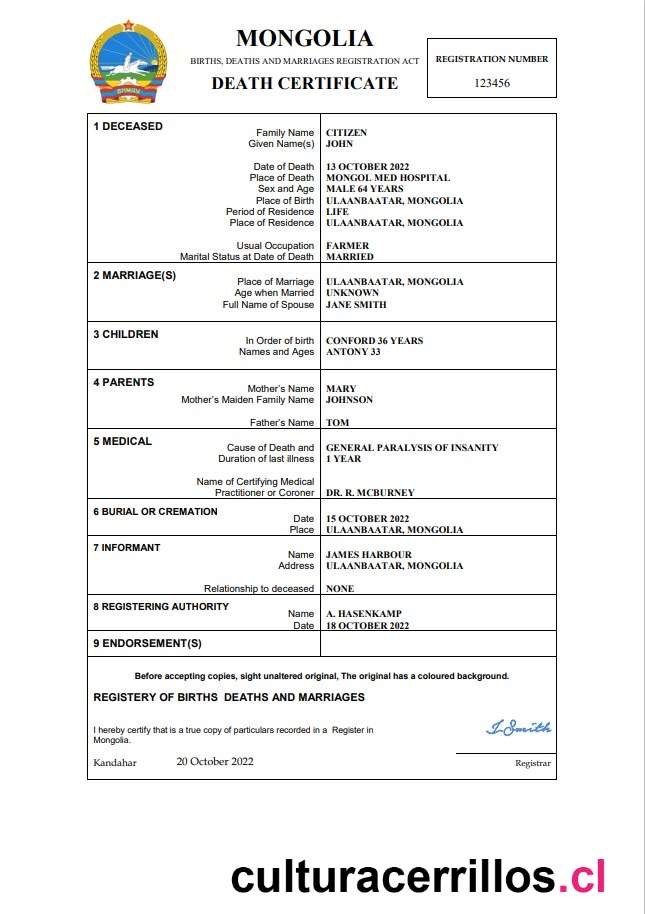 MONGOLIA
BIRTHS, DEATHS AND MARRIAGES REGISTRATION ACT
DEATH CERTIFICATE
REGISTRATION NUMBER
123456
1 DECEASED
Family Name CITIZEN
Given Name(s) JOHN
Date of Death 13 OCTOBER 2022
Place of Death MONGOL MED HOSPITAL
Sex and Age MALE 64 YEARS
Place of Birth ULAANBAATAR, MONGOLIA
Period of Residence LIFE
Place of Residence ULAANBAATAR, MONGOLIA
Usual Occupation FARMER
Marital Status at Date of Death MARRIED
2 MARRIAGE(S)
Place of Marriage ULAANBAATAR, MONGOLIA
Age when Married UNKNOWN
Full Name of Spouse JANE SMITH
3 CHILDREN
In Order of birth CONFORD 36 YEARS
Names and Ages ANTONY 33
4 PARENTS
Mother's Name MARY
Mother's Maiden Family Name JOHNSON
Father's Name TOM
5 MEDICAL
Cause of Death and GENERAL PARALYSIS OF INSANITY
Duration of last illness 1 YEAR
Name of Certifying Medical
Practitioner or Coroner DR. R. MCBURNEY
6 BURIAL OR CREMATION
Date 15 OCTOBER 2022
Place ULAANBAATAR, MONGOLIA
7 INFORMANT
Name JAMES HARBOUR
Address ULAANBAATAR, MONGOLIA
Relationship to deceased NONE
8 REGISTERING AUTHORITY
Name A. HASENKAMP
Date 18 OCTOBER 2022
9 ENDORSEMENT(S)
Before accepting copies, sight unaltered original, The original has a coloured background.
REGISTERY OF BIRTHS DEATHS AND MARRIAGES
I hereby certify that is a true copy of particulars recorded in a Register in
Mongolia.
Smith
Kandahar 20 October 2022
Registrar
culturacerrillos.cl